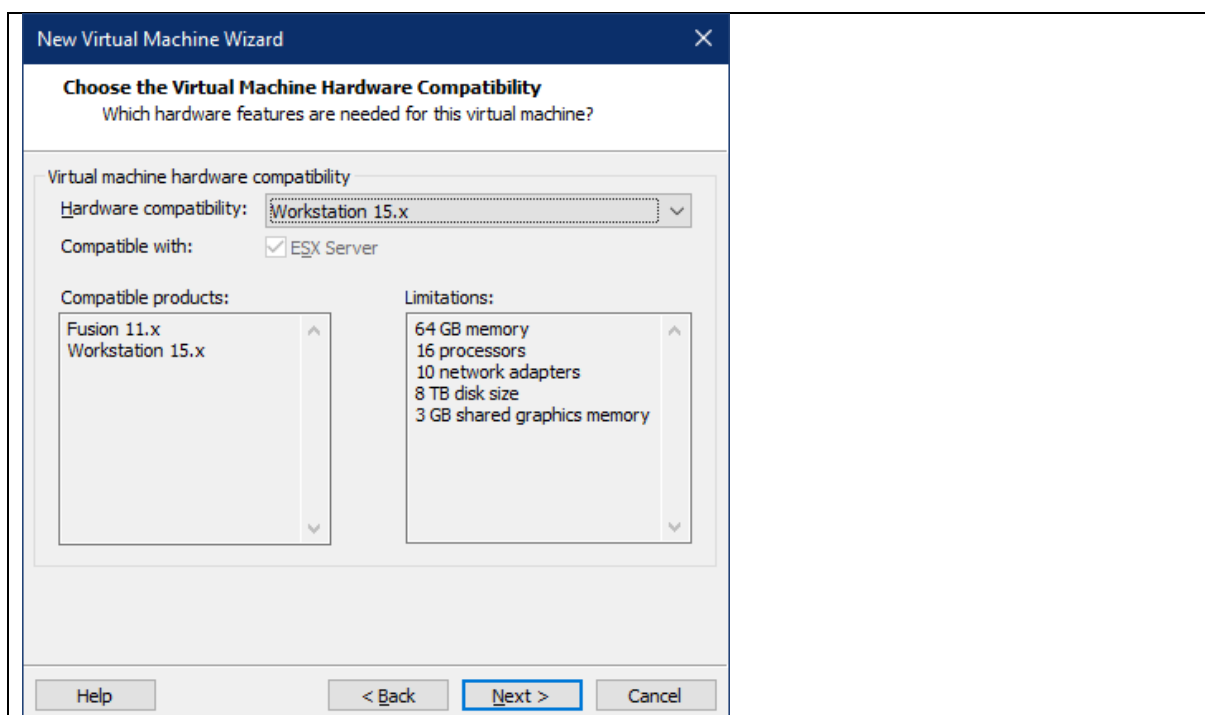 New Virtual Machine Wizard
Choose the Virtual Machine Hardware Compatibility
Which hardware features are needed for this virtual machine?
Virtual machine hardware compatibility
Hardware compatibility: Workstation 15.x
Compatible with: ESX Server
Compatible products:
Fusion 11.x
Workstation 15.x
Limitations:
64 GB memory
16 processors
10 network adapters
8 TB disk size
3 GB shared graphics memory
Help < Back Next > Cancel